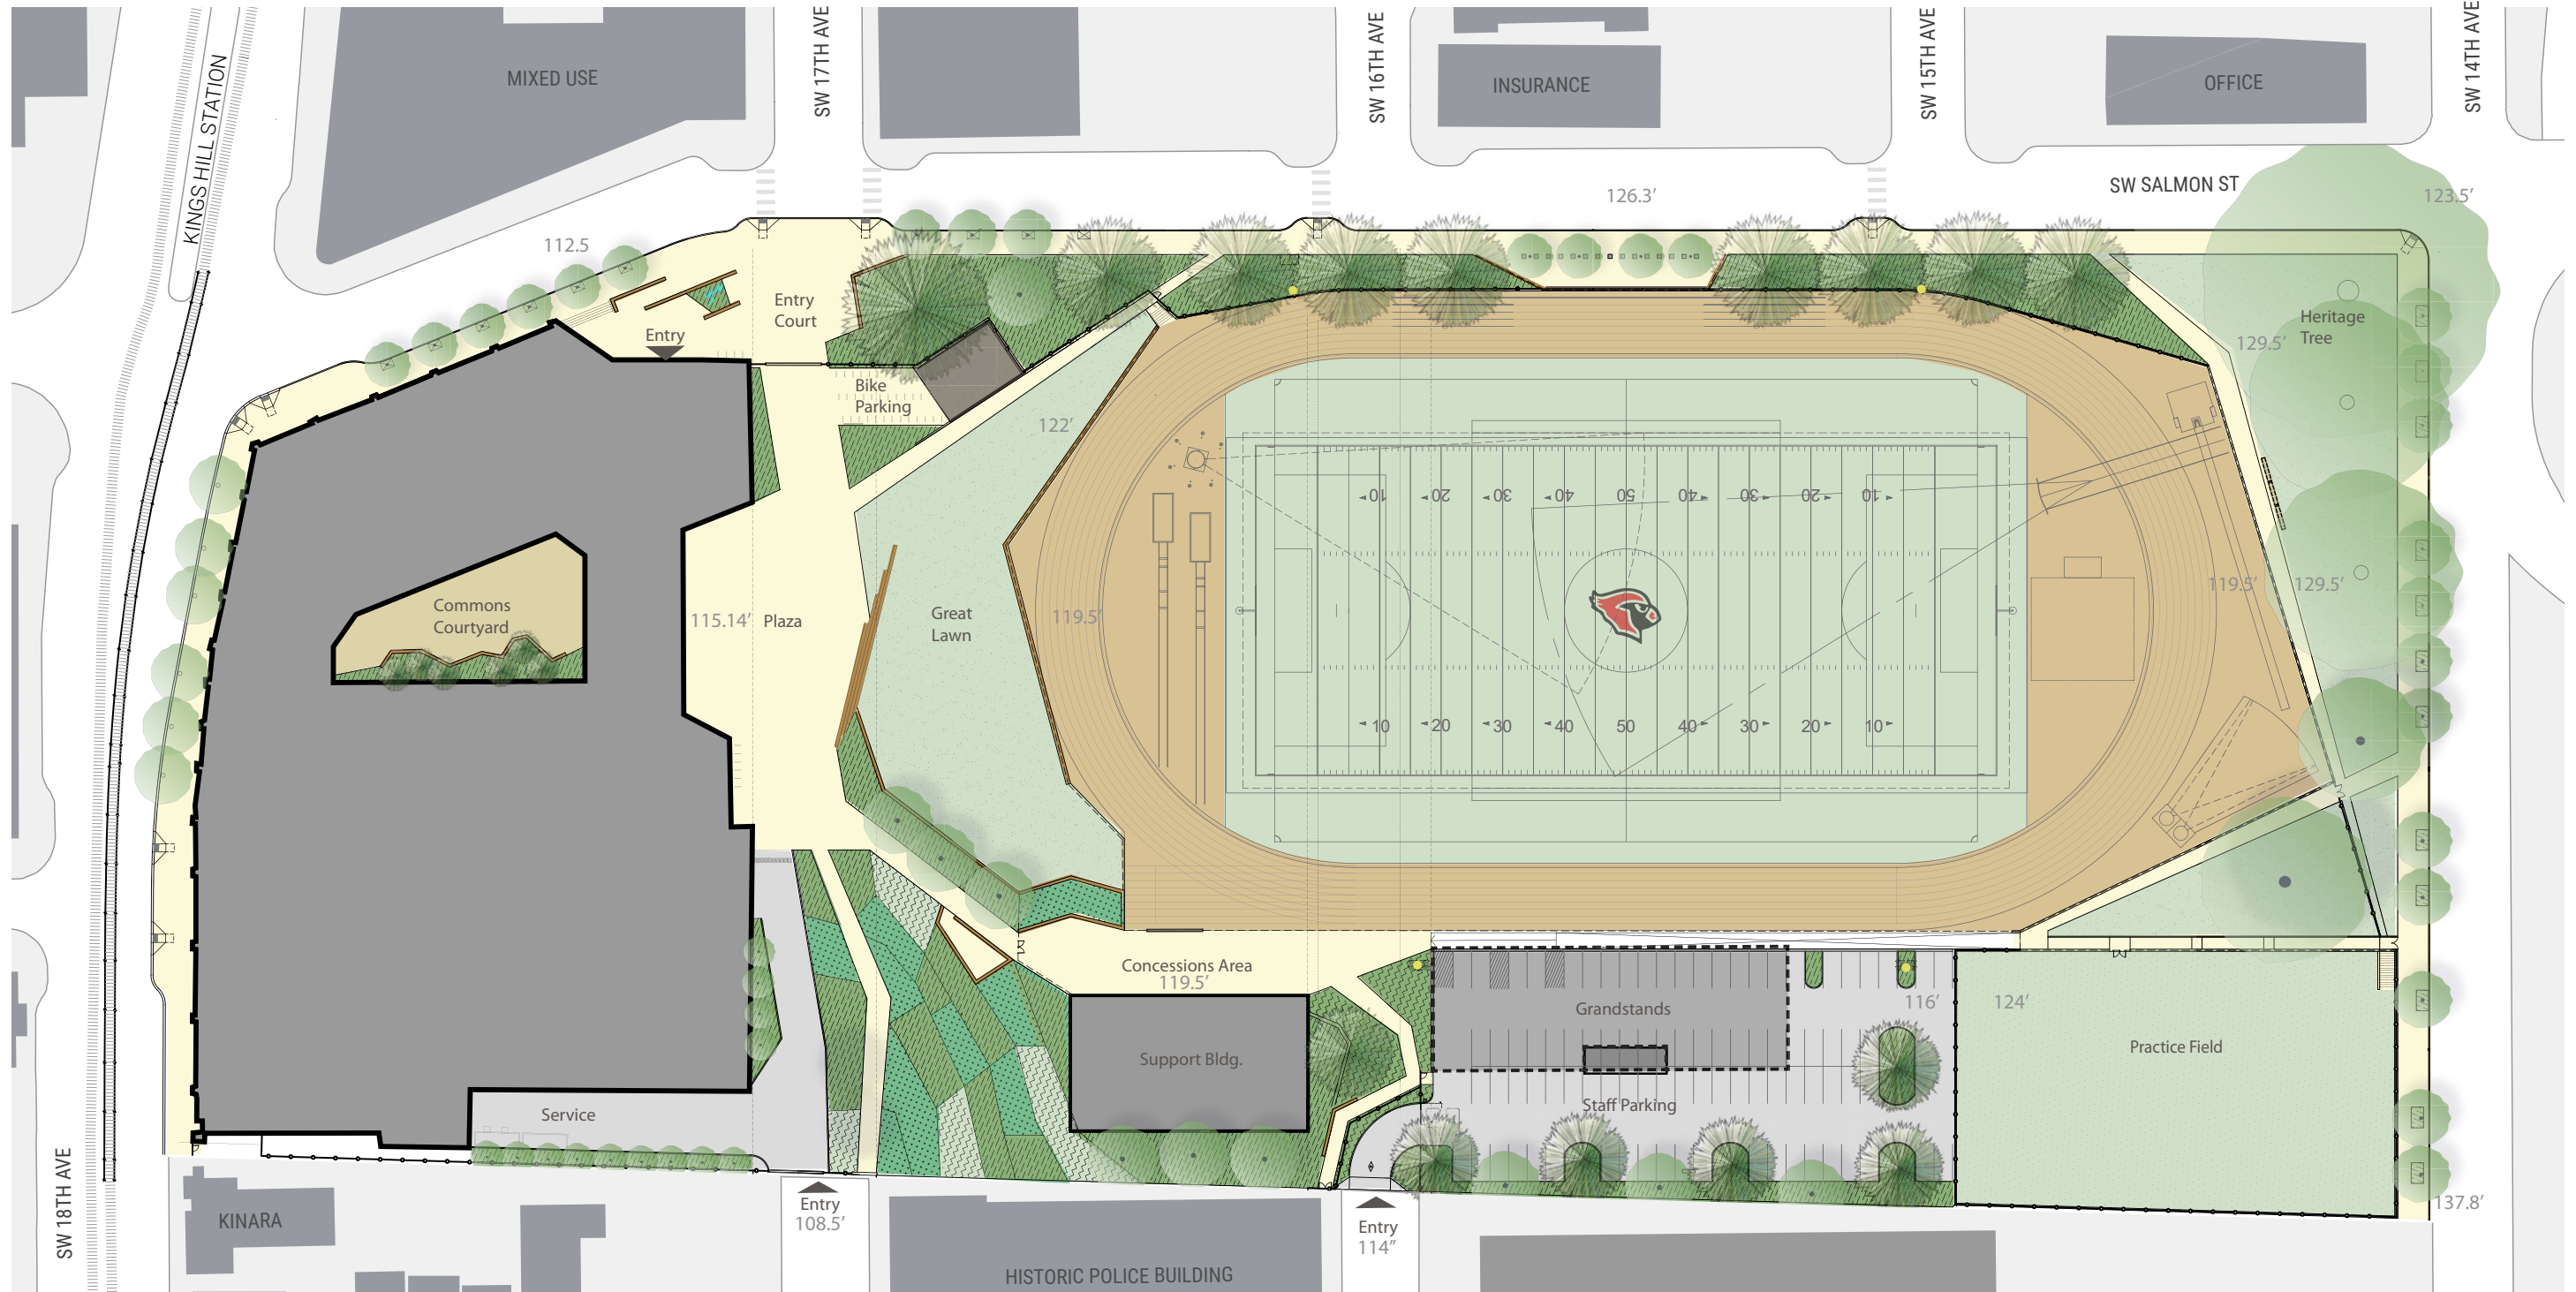 KINGS HILL STATION
MIXED USE
SW 17TH AVE
SW 16TH AVE
INSURANCE
SW 15TH AVE
OFFICE
SW 14TH AVE
126.3’
SW SALMON ST
123.5’
112.5
Entry
Court
Entry
Heritage
Tree
129.5’
Bike
Parking
122’
10 20 30 40 50 40 30 20 10
Commons
Courtyard
115.14’
Plaza
Great
Lawn
119.5’
119.5’
129.5’
10 20 30 40 50 40 30 20 10
Concessions Area
119.5’
Grandstands
116’
124’
Support Bldg.
Practice Field
Service
Staff Parking
SW 18TH AVE
KINARA
Entry
108.5’
Entry
114”
137.8’
HISTORIC POLICE BUILDING